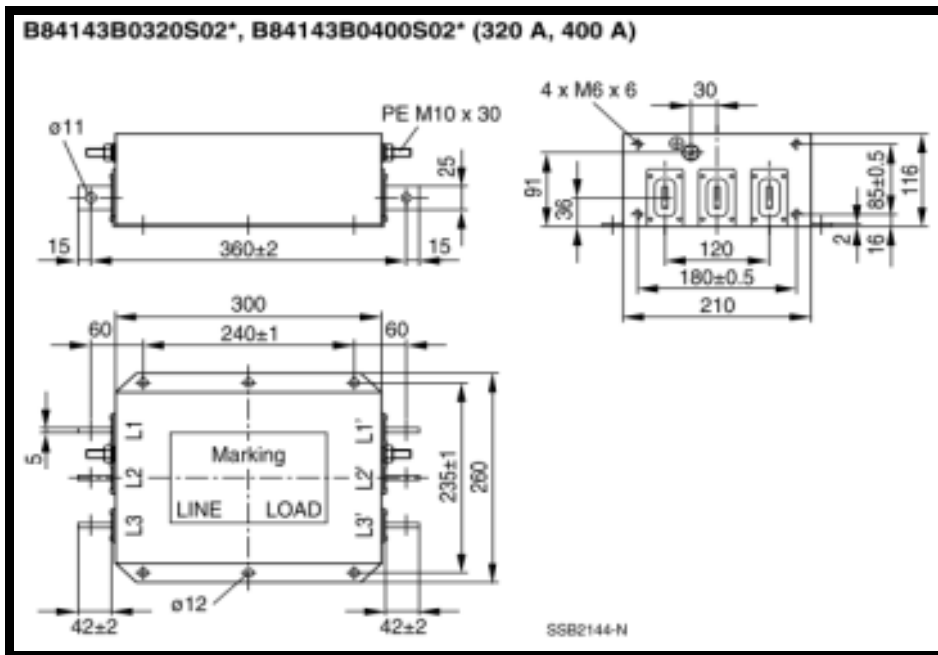 B84143B0320S02*, B84143B0400S02* (320 A, 400 A)
ø11
PE M10 x 30
25
15
360±2
15
4 x M6 x 6
30
91
36
85±0.5
116
2
16
120
180±0.5
210
300
60
240±1
60
5
L1
L1'
Marking
L2
L2'
LINE LOAD
L3
L3'
235±1
260
ø12
42±2
42±2
SSB2144-N